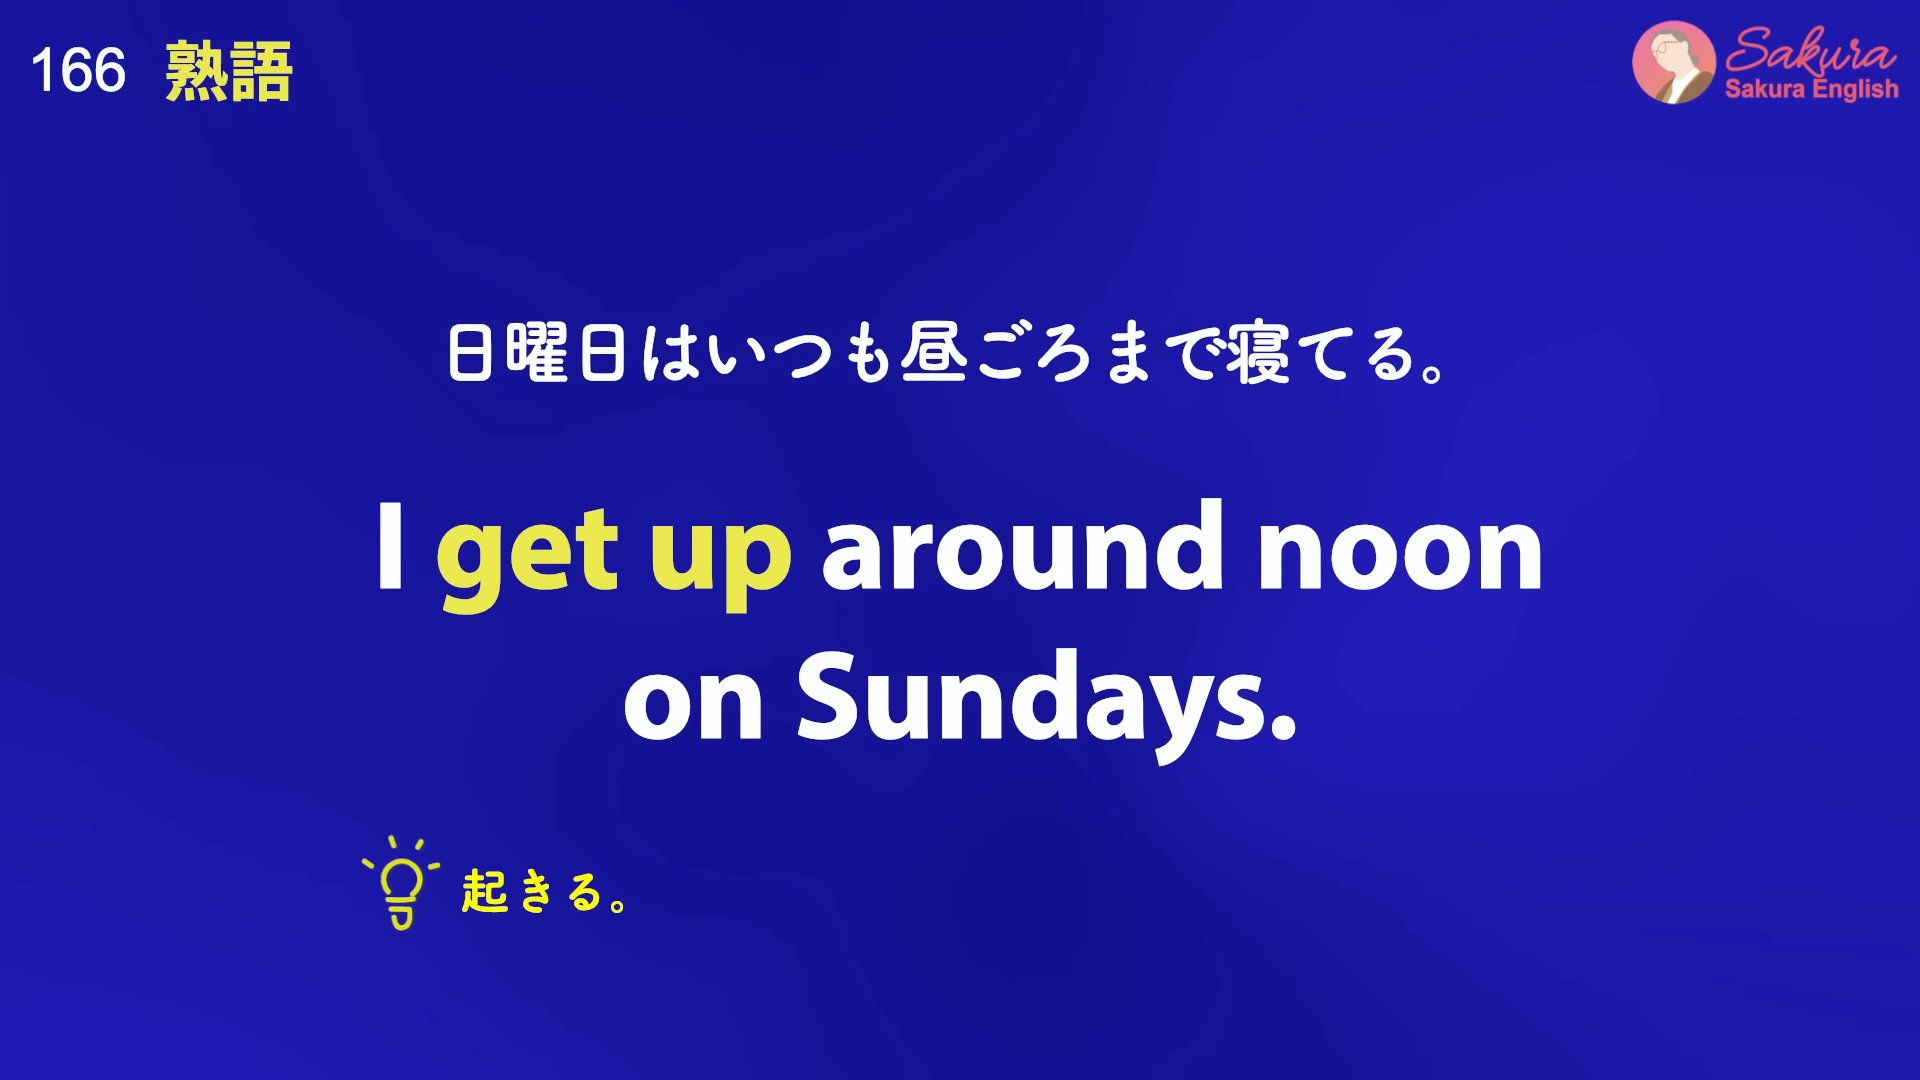 166 熟語
Sakura
Sakura English
日曜日はいつも昼ごろまで寝てる。
I get up around noon
on Sundays.
起きる。